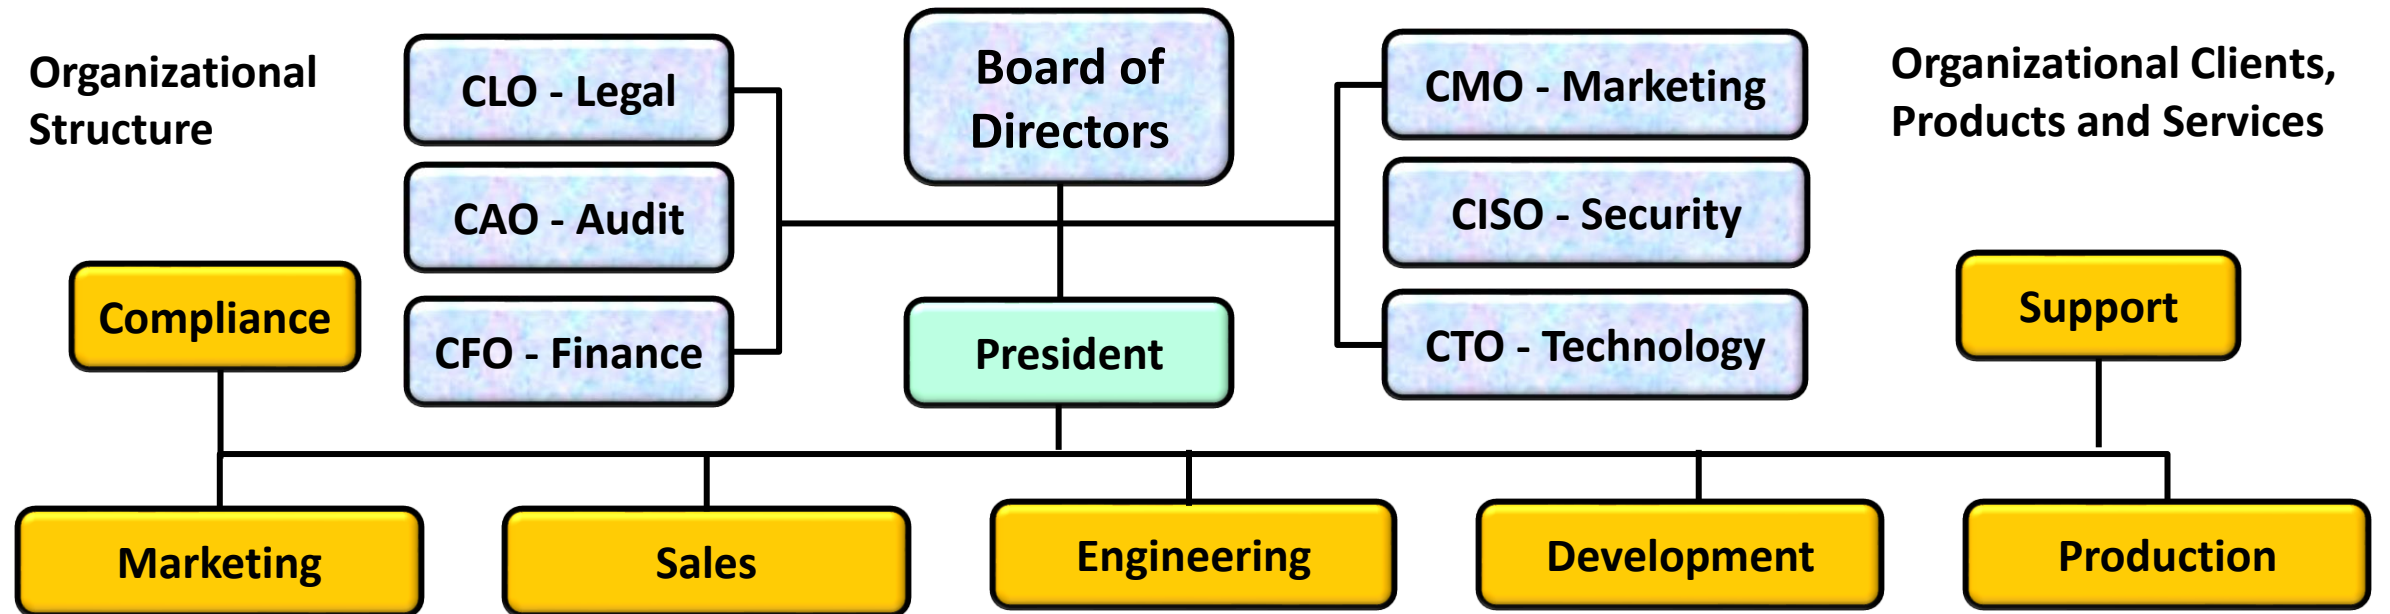 Organizational
Structure
CLO - Legal
Board of
Directors
CMO - Marketing
Organizational Clients,
Products and Services
CAO - Audit
CISO - Security
Compliance
CFO - Finance
President
CTO - Technology
Support
Marketing
Sales
Engineering
Development
Production